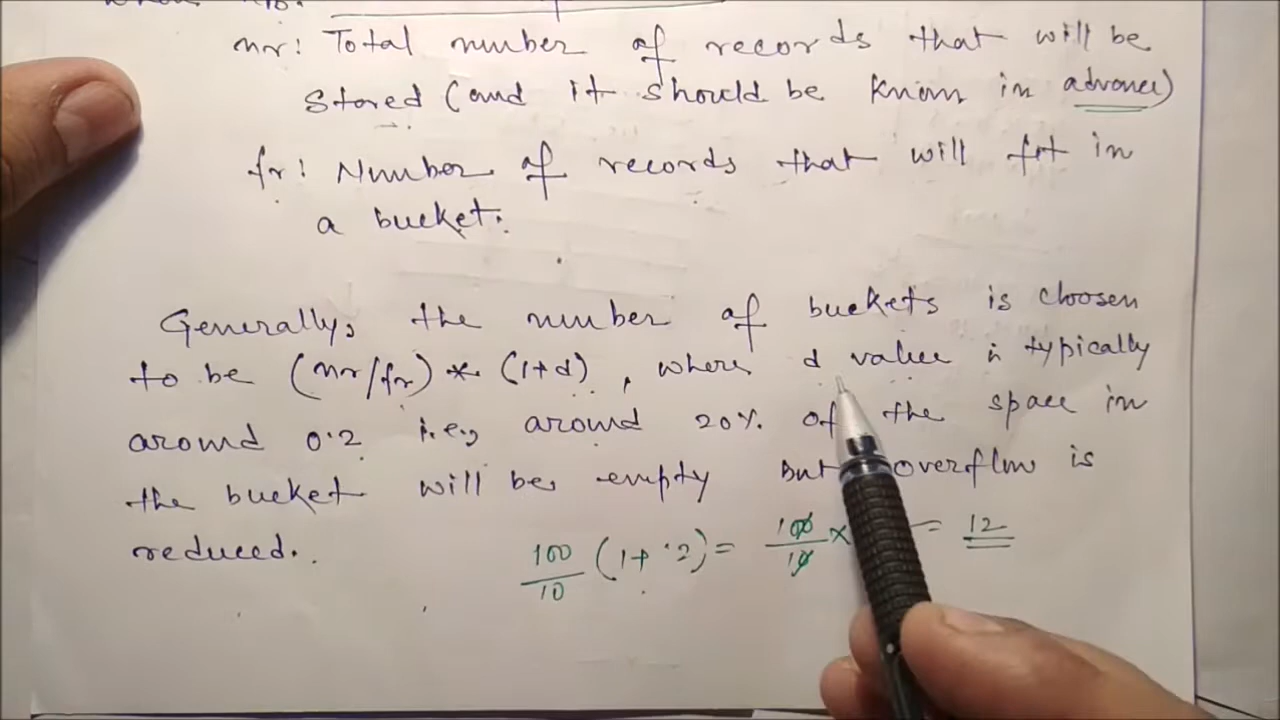 nr: Total number of records that will be
stored (and it should be known in advance)
fr: Number of records that will fit in
a bucket.
Generally, the number of buckets is choosen
to be (nr/fr) * (1+d), where d value is typically
around 0.2 i.e., around 20% of the space in
the bucket will be empty But overflow is
reduced.
100/10 (1+.2) = 100/10 × = 12